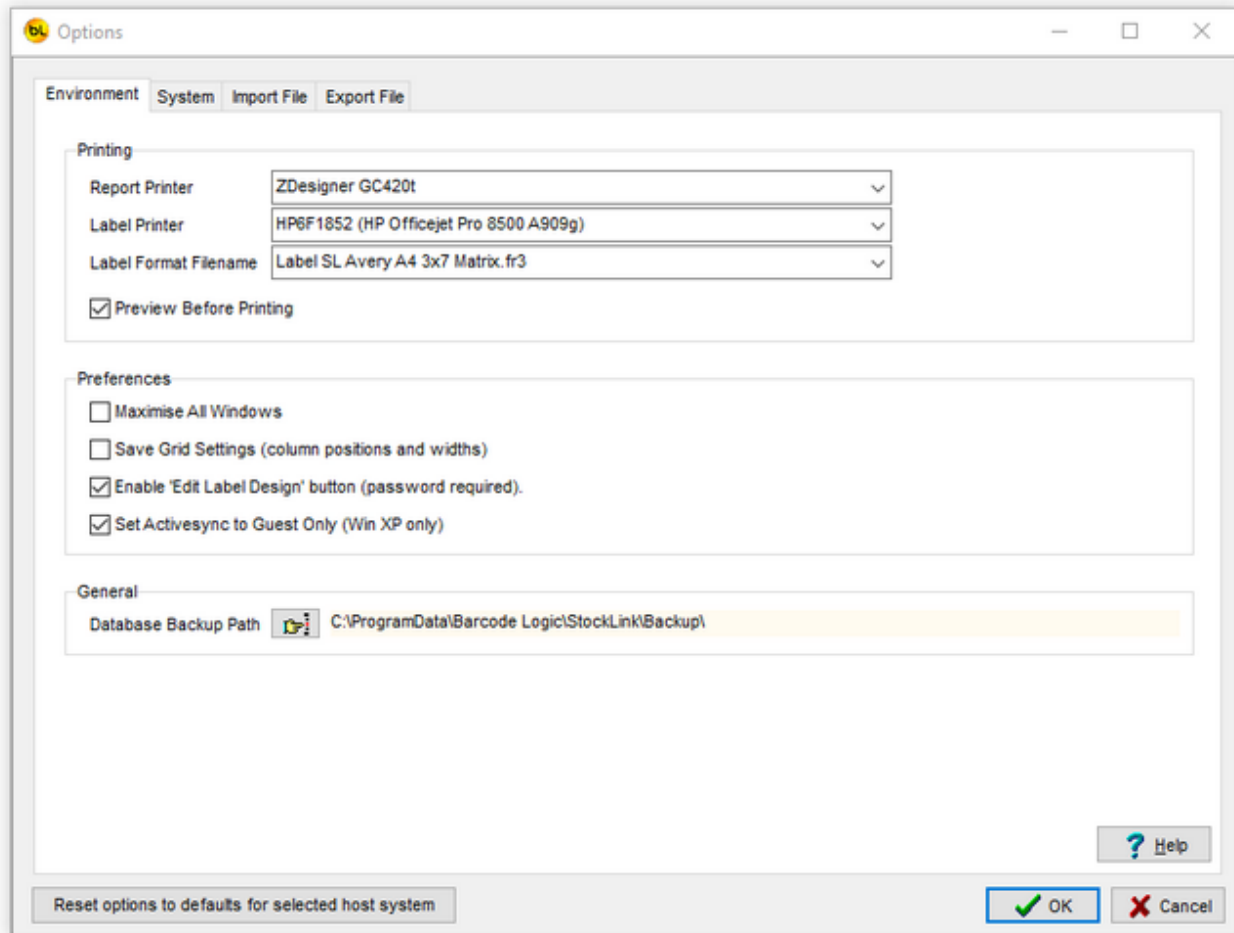 bL Options
Environment System Import File Export File
Printing
Report Printer ZDesigner GC420t
Label Printer HP6F1852 (HP Officejet Pro 8500 A909g)
Label Format Filename Label SL Avery A4 3x7 Matrix.fr3
Preview Before Printing
Preferences
Maximise All Windows
Save Grid Settings (column positions and widths)
Enable 'Edit Label Design' button (password required).
Set Activesync to Guest Only (Win XP only)
General
Database Backup Path C:\ProgramData\Barcode Logic\StockLink\Backup\
? Help
Reset options to defaults for selected host system OK Cancel